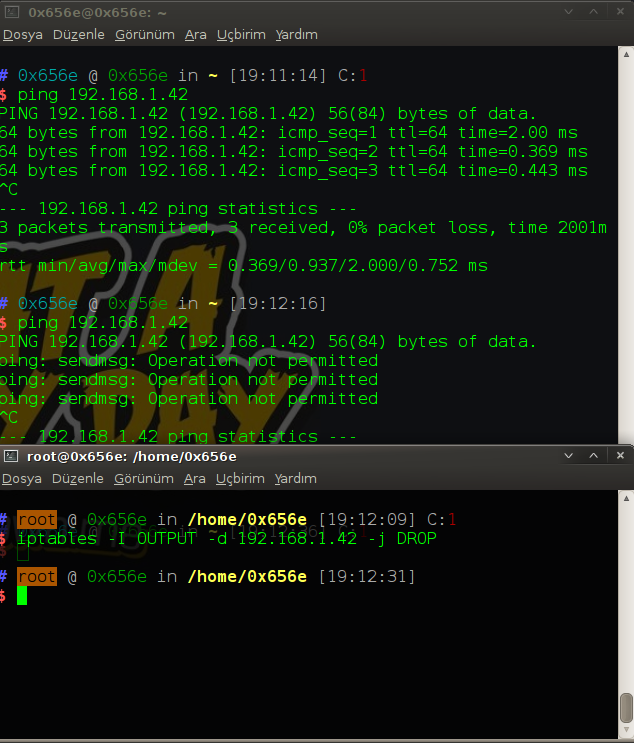 0x656e@0x656e: ~
Dosya Düzenle Görünüm Ara Uçbirim Yardım
# 0x656e @ 0x656e in ~ [19:11:14] C:1
$ ping 192.168.1.42
PING 192.168.1.42 (192.168.1.42) 56(84) bytes of data.
64 bytes from 192.168.1.42: icmp_seq=1 ttl=64 time=2.00 ms
64 bytes from 192.168.1.42: icmp_seq=2 ttl=64 time=0.369 ms
64 bytes from 192.168.1.42: icmp_seq=3 ttl=64 time=0.443 ms
^C
--- 192.168.1.42 ping statistics ---
3 packets transmitted, 3 received, 0% packet loss, time 2001m
s
rtt min/avg/max/mdev = 0.369/0.937/2.000/0.752 ms
# 0x656e @ 0x656e in ~ [19:12:16]
$ ping 192.168.1.42
PING 192.168.1.42 (192.168.1.42) 56(84) bytes of data.
ping: sendmsg: Operation not permitted
ping: sendmsg: Operation not permitted
ping: sendmsg: Operation not permitted
^C
--- 192.168.1.42 ping statistics ---
root@0x656e: /home/0x656e
Dosya Düzenle Görünüm Ara Uçbirim Yardım
# root @ 0x656e in /home/0x656e [19:12:09] C:1
$ iptables -I OUTPUT -d 192.168.1.42 -j DROP
# root @ 0x656e in /home/0x656e [19:12:31]
$